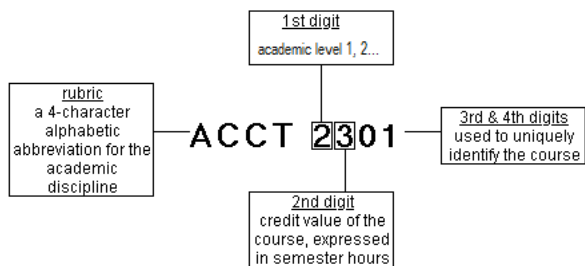 1st digit
academic level 1, 2...
rubric
a 4-character
alphabetic
abbreviation for the
academic
discipline
ACCT 2301
3rd & 4th digits
used to uniquely
identify the course
2nd digit
credit value of the
course, expressed
in semester hours